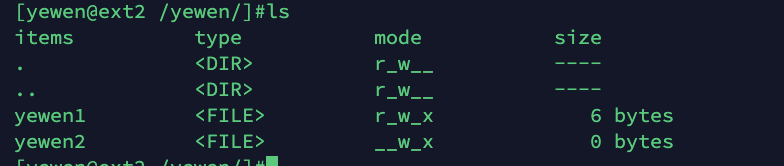 [yewen@ext2 /yewen/]#ls
items type mode size
. <DIR> r_w__ ----
.. <DIR> r_w__ ----
yewen1 <FILE> r_w_x 6 bytes
yewen2 <FILE> __w_x 0 bytes
[yewen@ext2 /yewen/]#